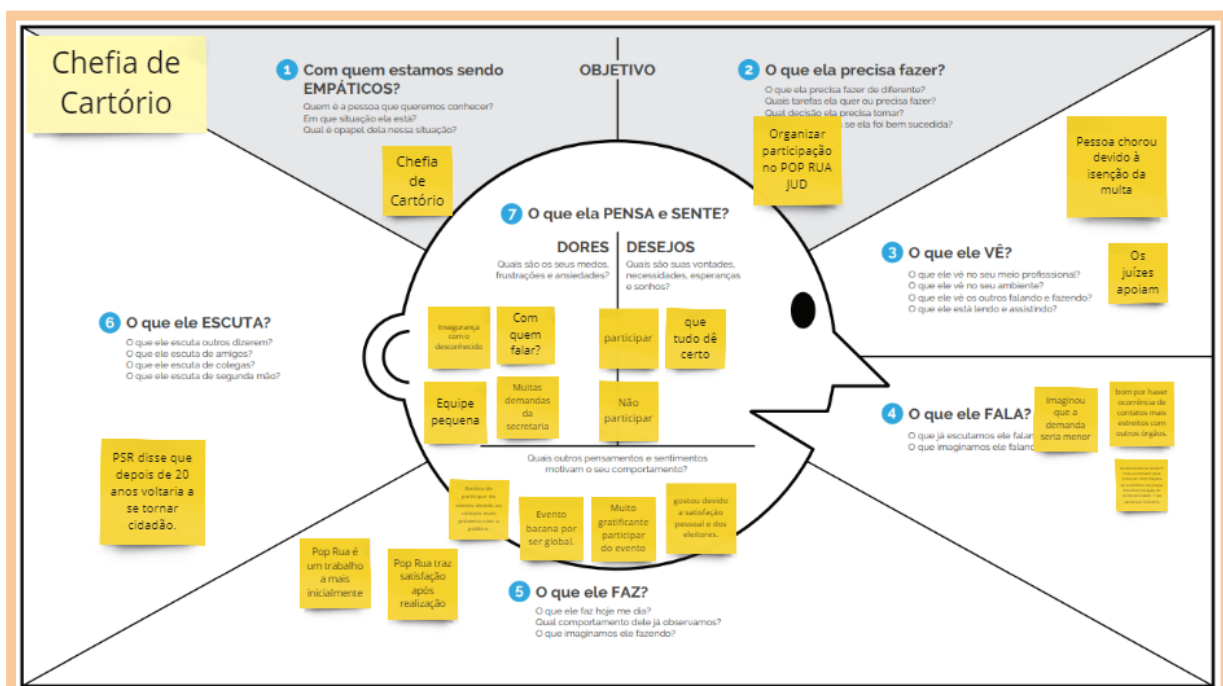 Chefia de
Cartório
1 Com quem estamos sendo
EMPÁTICOS?
Quem é a pessoa que queremos conhecer?
Em que situação ela está?
Qual é opapel dela nessa situação?
Chefia
de
Cartório
OBJETIVO
2 O que ela precisa fazer?
O que ela precisa fazer de diferente?
Quais tarefas ela quer ou precisa fazer?
Qual decisão ela precisa tomar?
se ela foi bem sucedida?
Organizar
participação
no POP RUA
JUD
Pessoa chorou
devido à
isenção da
multa
3 O que ele VÊ?
O que ele vê no seu meio profissional?
O que ele vê no seu ambiente?
O que ele vê os outros falando e fazendo?
O que ele está lendo e assistindo?
Os
juízes
apoiam
4 O que ele FALA?
O que já escutamos ele falan
O que imaginamos ele faland
Imaginou
que a
demanda
seria menor
bom por haver
ocorrência de
contatos mais
estreitos com
outros órgãos.
5 O que ele FAZ?
O que ele faz hoje me dia?
Qual comportamento dele já observamos?
O que imaginamos ele fazendo?
Pop Rua é
um trabalho
a mais
inicialmente
Pop Rua traz
satisfação
após
realização
6 O que ele ESCUTA?
O que ele escuta outros dizerem?
O que ele escuta de amigos?
O que ele escuta de colegas?
O que ele escuta de segunda mão?
PSR disse que
depois de 20
anos voltaria a
se tornar
cidadão.
7 O que ela PENSA e SENTE?
DORES
Quais são os seus medos,
frustrações e ansiedades?
Insegurança
com o
desconhecido
Com
quem
falar?
Equipe
pequena
Muitas
demandas
da
secretaria
DESEJOS
Quais são suas vontades,
necessidades, esperanças
e sonhos?
participar
que
tudo dê
certo
Não
participar
Quais outros pensamentos e sentimentos
motivam o seu comportamento?
participar do
evento devido ao
contato mais
próximo com o
público
Evento
bacana por
ser global.
Muito
gratificante
participar
do evento
gostou devido
a satisfação
pessoal e dos
eleitores.